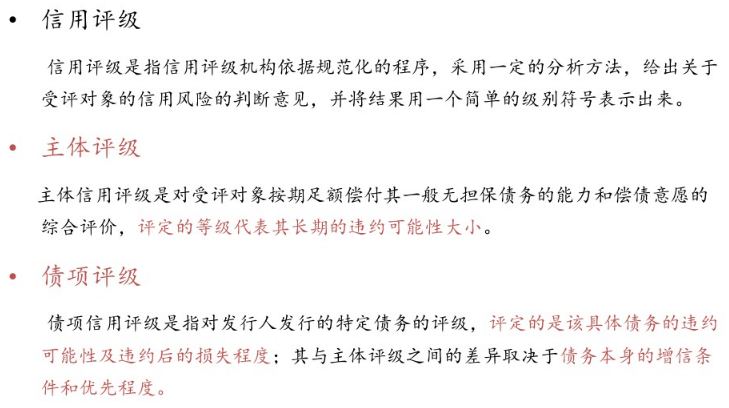 • 信用评级
信用评级是指信用评级机构依据规范化的程序，采用一定的分析方法，给出关于
受评对象的信用风险的判断意见，并将结果用一个简单的级别符号表示出来。
• 主体评级
主体信用评级是对受评对象按期足额偿付其一般无担保债务的能力和偿债意愿的
综合评价，评定的等级代表其长期的违约可能性大小。
• 债项评级
债项信用评级是指对发行人发行的特定债务的评级，评定的是该具体债务的违约
可能性及违约后的损失程度；其与主体评级之间的差异取决于债务本身的增信条
件和优先程度。